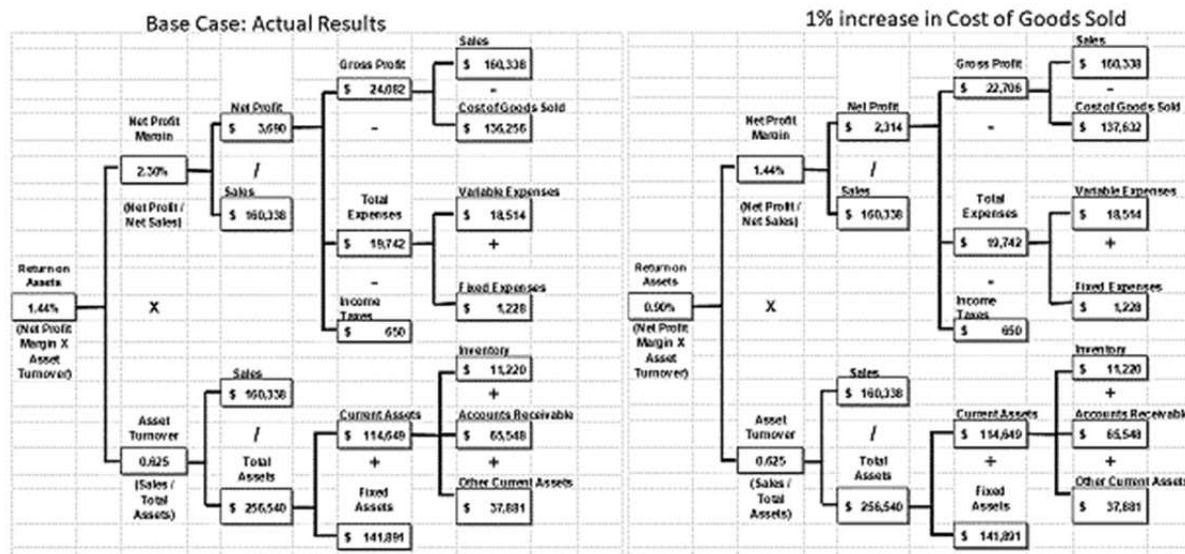 Base Case: Actual Results
Sales
$ 160,338
Gross Profit
$ 24,082
-
Cost of Goods Sold
$ 136,256
Net Profit
$ 3,690
-
Net Profit
Margin
2.30%
/
Sales
$ 160,338
(Net Profit /
Net Sales)
Variable Expenses
$ 18,514
Total
Expenses
$ 19,742
+
-
Fixed Expenses
$ 1,228
Income
Taxes
$ 650
Return on
Assets
1.44%
X
(Net Profit
Margin X
Asset
Turnover)
Inventory
$ 11,220
+
Sales
$ 160,338
Asset
Turnover
0.625
/
Current Assets
$ 114,649
Accounts Receivable
$ 65,548
+
+
(Sales /
Total
Assets)
Total
Assets
$ 256,540
Other Current Assets
$ 37,881
Fixed
Assets
$ 141,891
1% increase in Cost of Goods Sold
Sales
$ 160,338
Gross Profit
$ 22,706
-
Cost of Goods Sold
$ 137,632
Net Profit
$ 2,314
-
Net Profit
Margin
1.44%
/
Sales
$ 160,338
(Net Profit /
Net Sales)
Variable Expenses
$ 18,514
Total
Expenses
$ 19,742
+
-
Fixed Expenses
$ 1,228
Income
Taxes
$ 650
Return on
Assets
0.90%
X
(Net Profit
Margin X
Asset
Turnover)
Inventory
$ 11,220
+
Sales
$ 160,338
Asset
Turnover
0.625
/
Current Assets
$ 114,649
Accounts Receivable
$ 65,548
+
+
(Sales /
Total
Assets)
Total
Assets
$ 256,540
Other Current Assets
$ 37,881
Fixed
Assets
$ 141,891